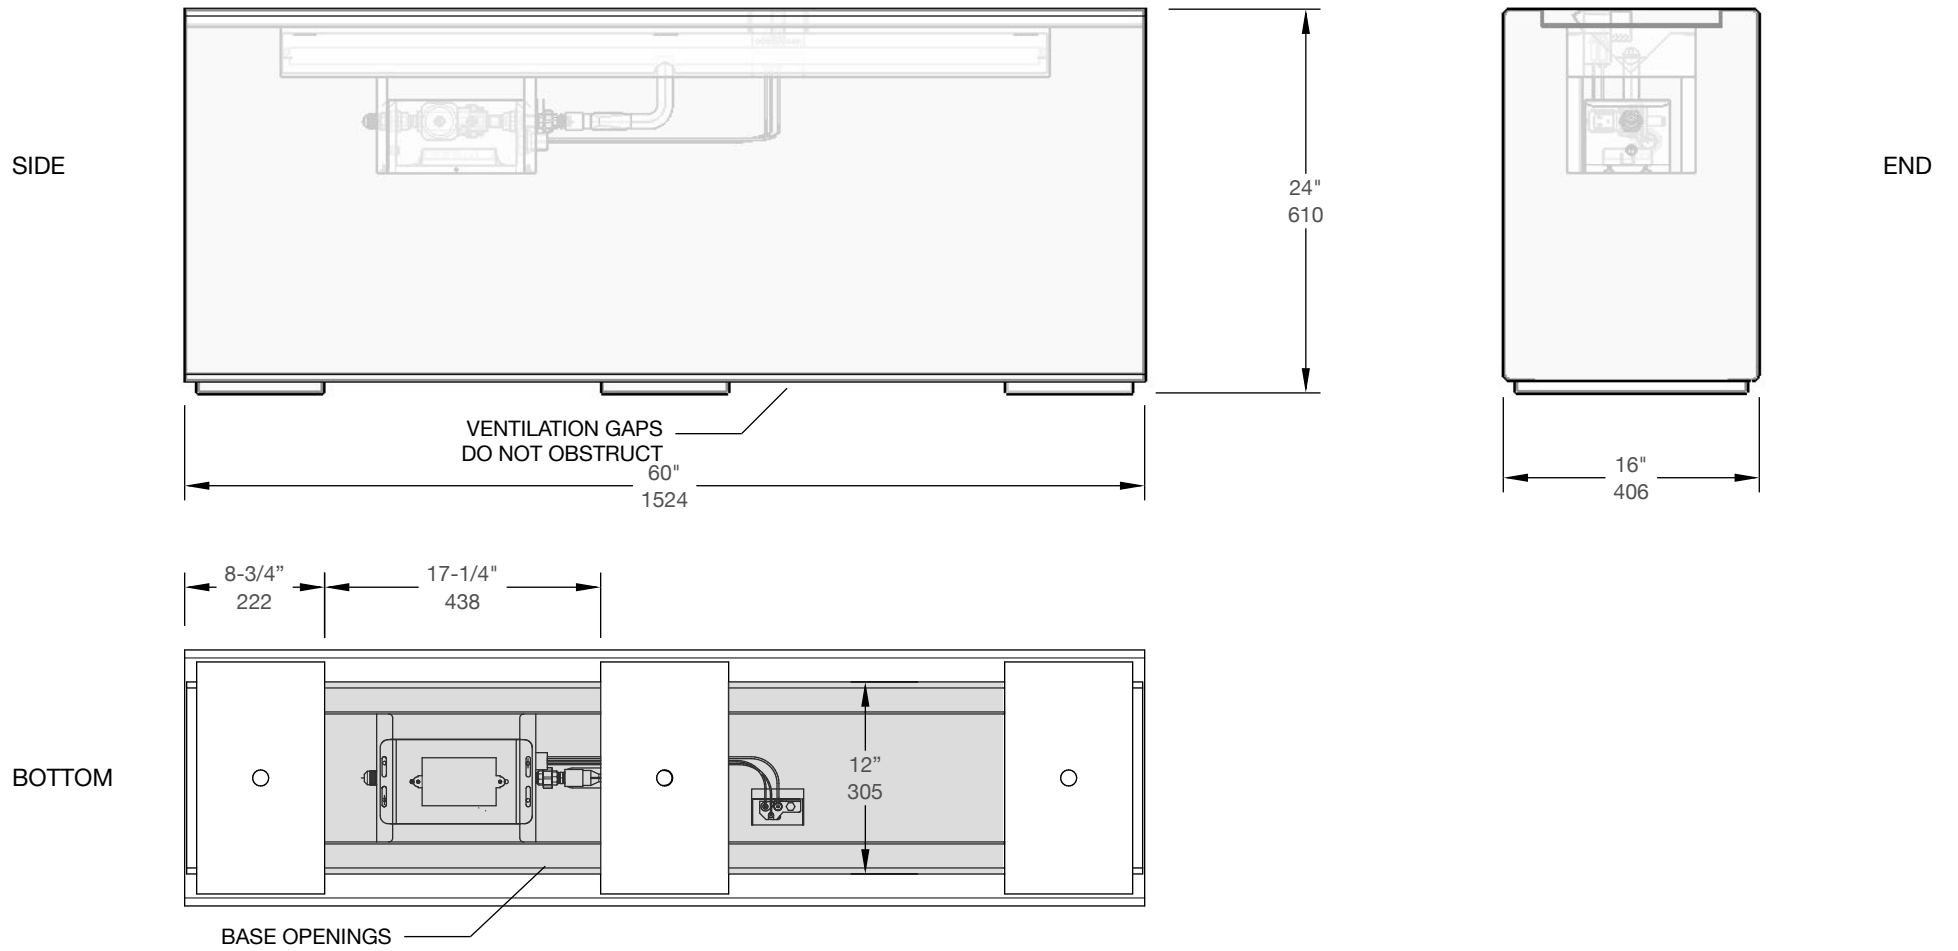 SIDE
END
24"
610
VENTILATION GAPS
DO NOT OBSTRUCT
60"
1524
16"
406
8-3/4”
222
17-1/4"
438
BOTTOM
12”
305
BASE OPENINGS